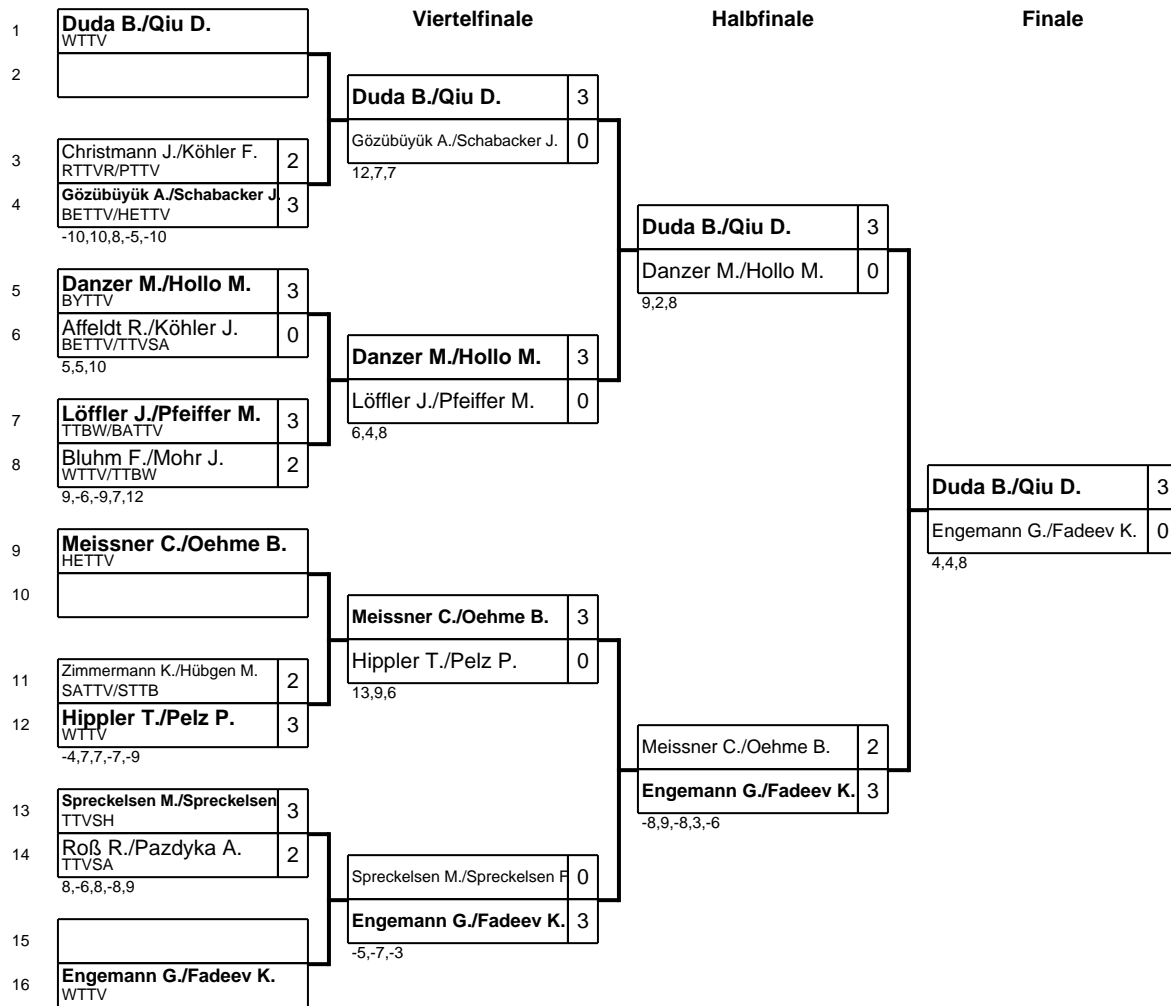 Viertelfinale
Halbfinale
Finale
1
Duda B./Qiu D.
WTTV
2
3
Christmann J./Köhler F.
RTTVR/PTTV
2
4
Gözübüyük A./Schabacker J.
BETTV/HETTV
3
-10,10,8,-5,-10
5
Danzer M./Hollo M.
BYTTV
3
6
Affeldt R./Köhler J.
BETTV/TTVSA
0
5,5,10
7
Löffler J./Pfeiffer M.
TTBW/BATTV
3
8
Bluhm F./Mohr J.
WTTV/TTBW
2
9,-6,-9,7,12
9
Meissner C./Oehme B.
HETTV
10
11
Zimmermann K./Hübgen M.
SATTV/STTB
2
12
Hippler T./Pelz P.
WTTV
3
-4,7,7,-7,-9
13
Spreckelsen M./Spreckelsen
TTVSH
3
14
Roß R./Pazdyka A.
TTVSA
2
8,-6,8,-8,9
15
16
Engemann G./Fadeev K.
WTTV
Duda B./Qiu D. 3
Gözübüyük A./Schabacker J. 0
12,7,7
Danzer M./Hollo M. 3
Löffler J./Pfeiffer M. 0
6,4,8
Meissner C./Oehme B. 3
Hippler T./Pelz P. 0
13,9,6
Spreckelsen M./Spreckelsen F 0
Engemann G./Fadeev K. 3
-5,-7,-3
Duda B./Qiu D. 3
Danzer M./Hollo M. 0
9,2,8
Meissner C./Oehme B. 2
Engemann G./Fadeev K. 3
-8,9,-8,3,-6
Duda B./Qiu D. 3
Engemann G./Fadeev K. 0
4,4,8